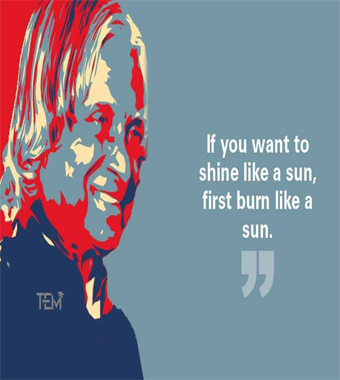 If you want to
shine like a sun,
first burn like a
sun.
”
TEM